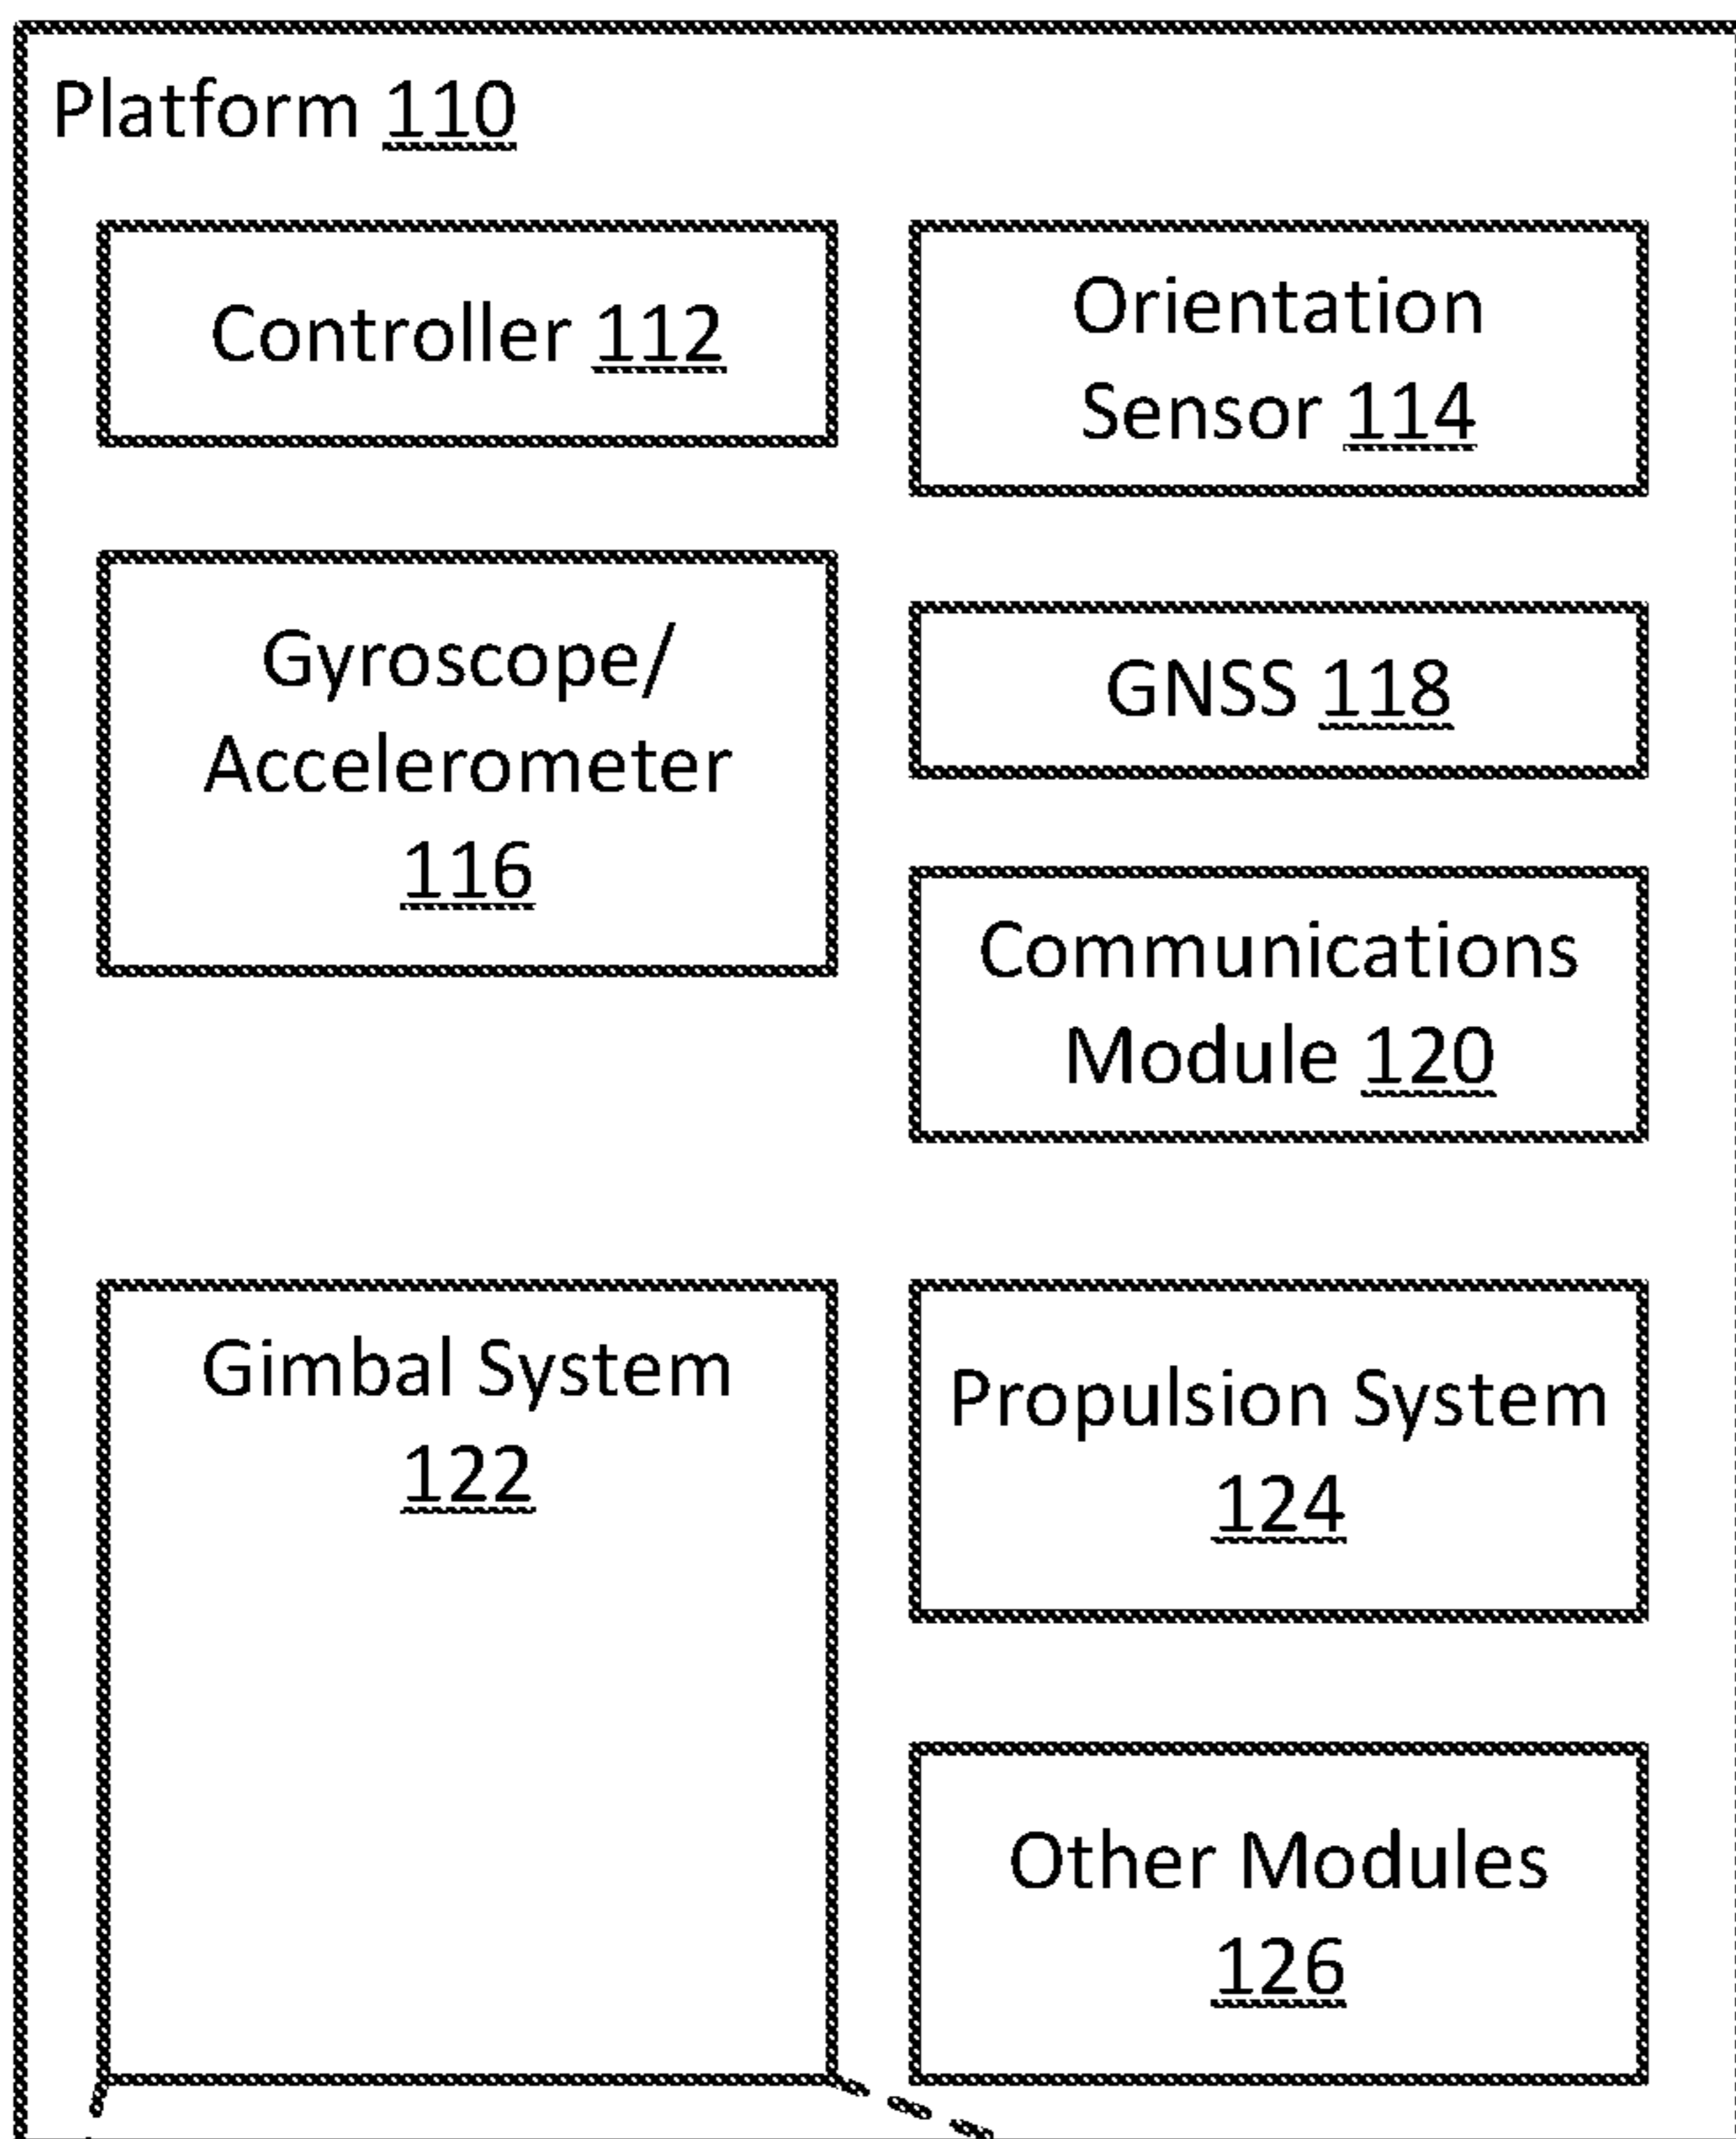 Platform 110
Controller 112
Orientation
Sensor 114
Gyroscope/
Accelerometer
116
GNSS 118
Communications
Module 120
Gimbal System
122
Propulsion System
124
Other Modules
126